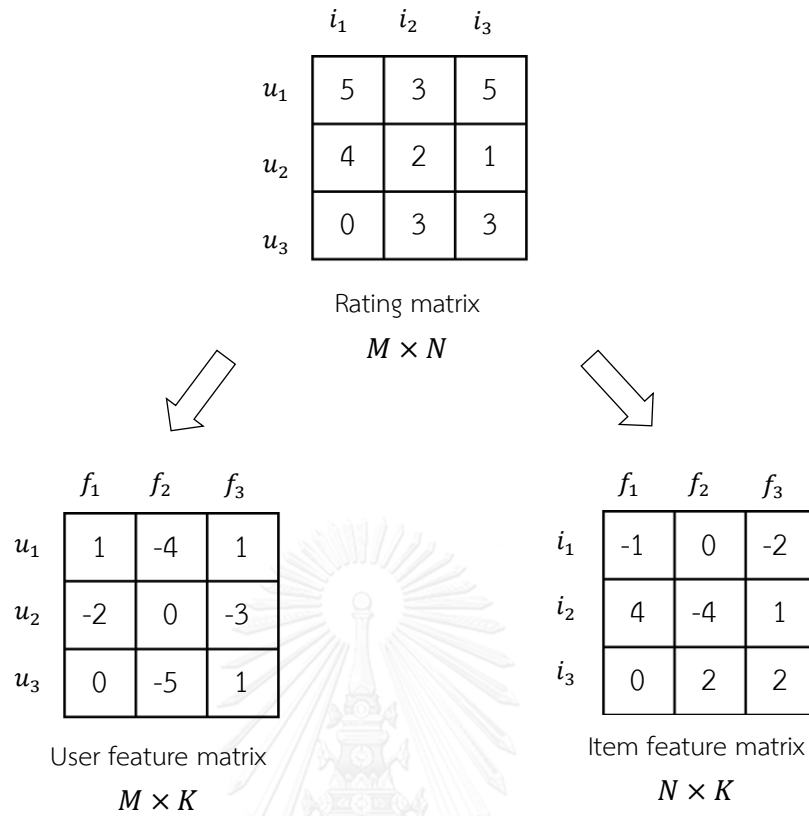 i₁ i₂ i₃
u₁ 5 3 5
u₂ 4 2 1
u₃ 0 3 3
Rating matrix
M × N
f₁ f₂ f₃
u₁ 1 -4 1
u₂ -2 0 -3
u₃ 0 -5 1
User feature matrix
M × K
f₁ f₂ f₃
i₁ -1 0 -2
i₂ 4 -4 1
i₃ 0 2 2
Item feature matrix
N × K